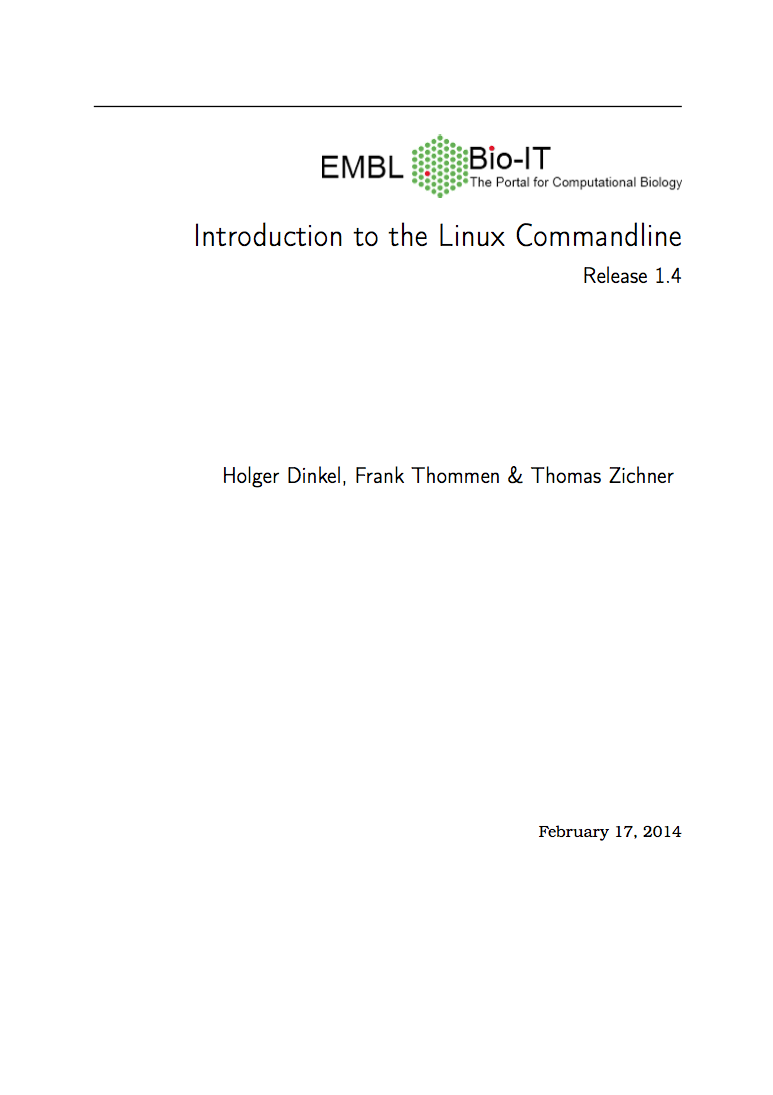 EMBL Bio-IT
The Portal for Computational Biology
Introduction to the Linux Commandline
Release 1.4
Holger Dinkel, Frank Thommen & Thomas Zichner
February 17, 2014